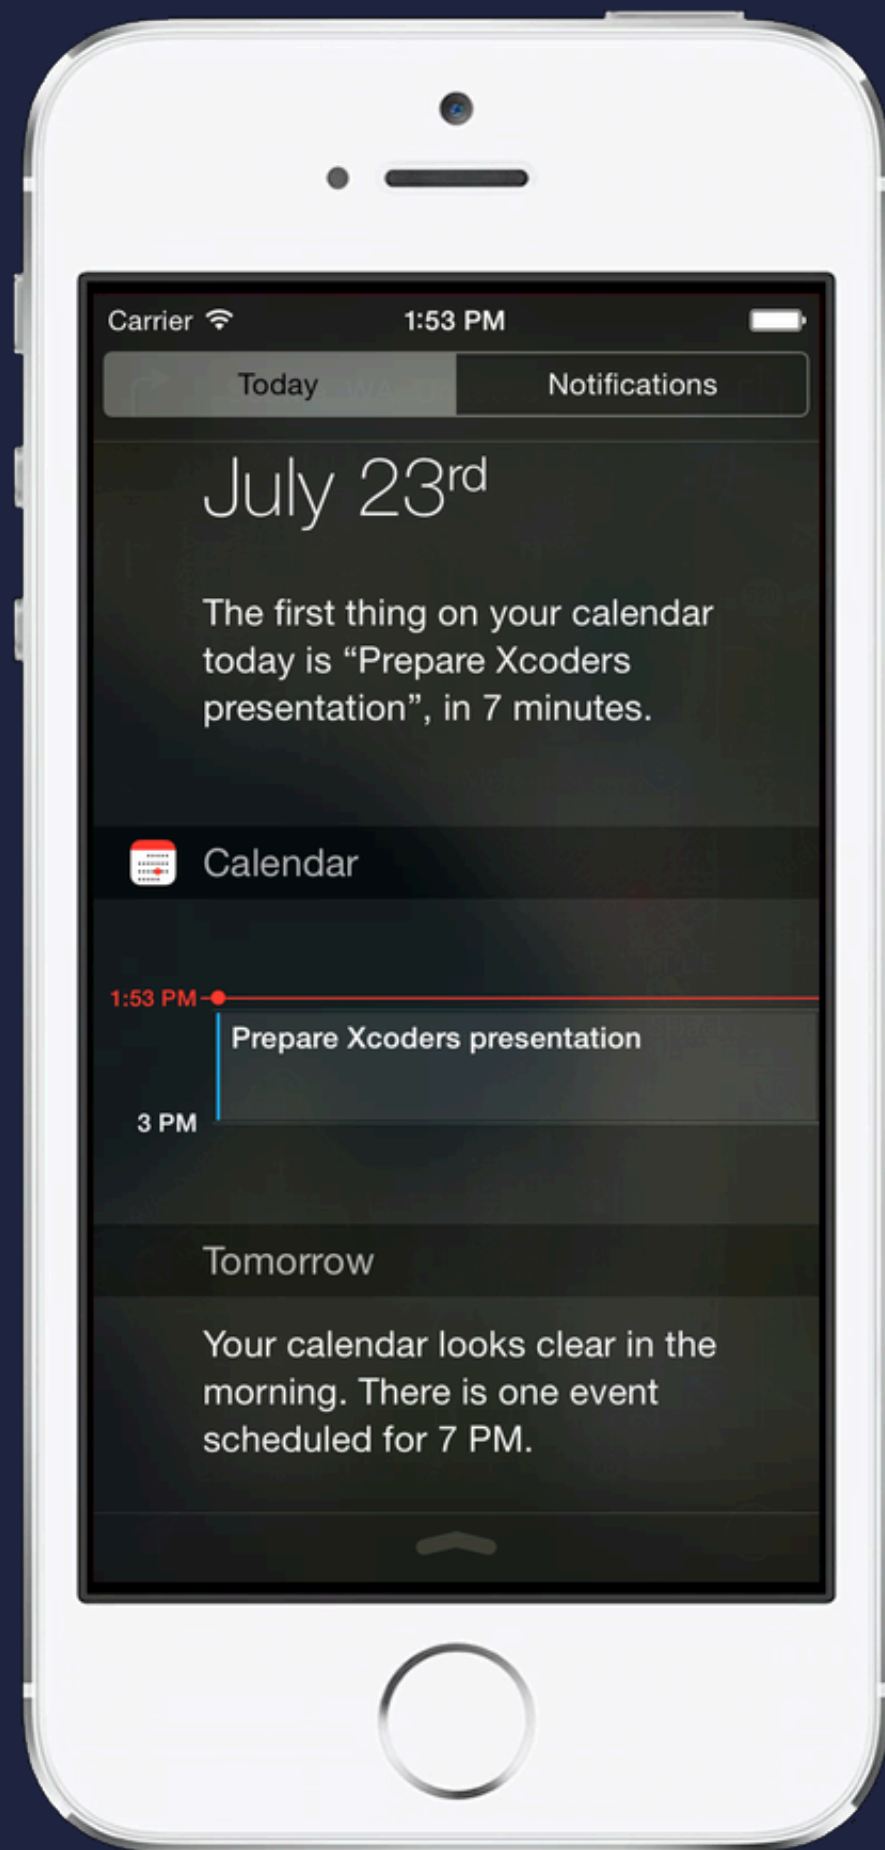 Carrier 1:53 PM
Today Notifications
July 23rd
The first thing on your calendar
today is “Prepare Xcoders
presentation”, in 7 minutes.
Calendar
1:53 PM
Prepare Xcoders presentation
3 PM
Tomorrow
Your calendar looks clear in the
morning. There is one event
scheduled for 7 PM.